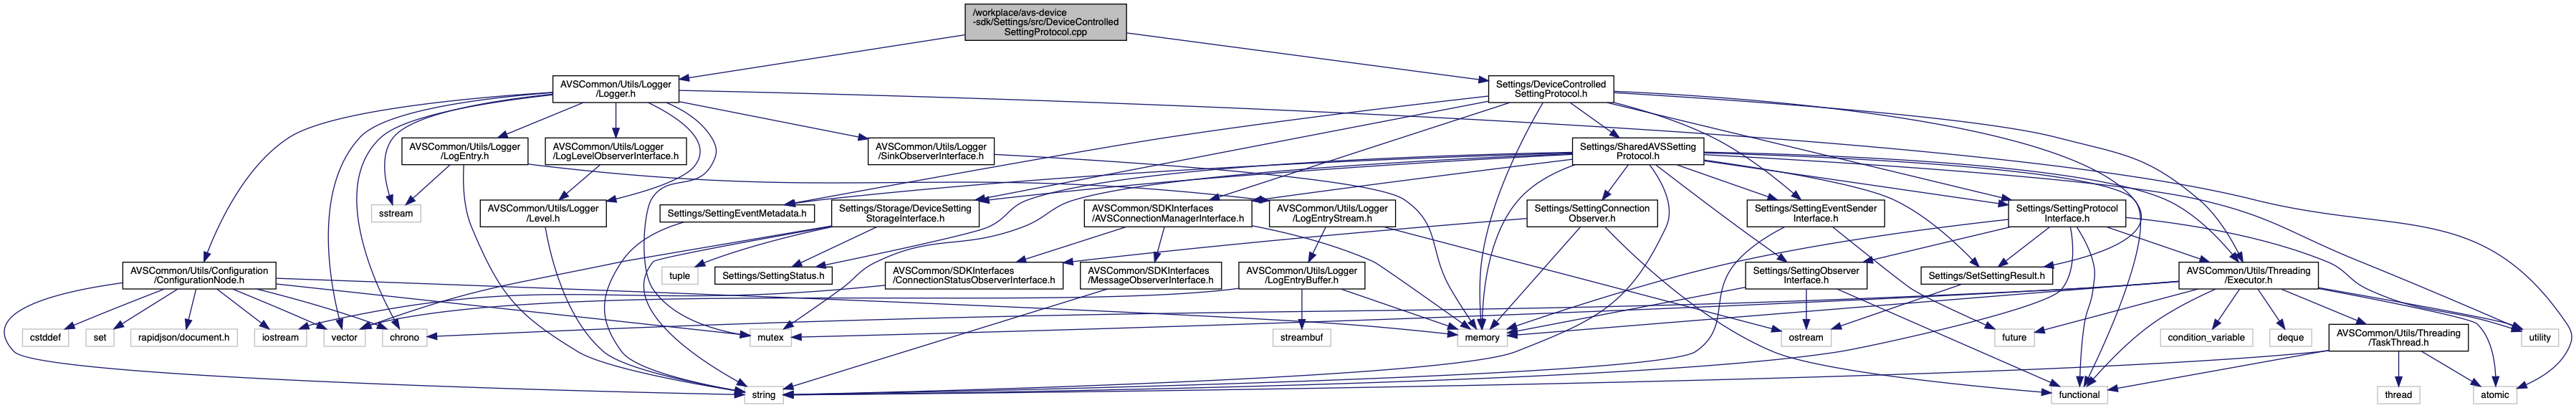 /workplace/avs-device
-sdk/Settings/src/DeviceControlled
SettingProtocol.cpp
AVSCommon/Utils/Logger
/Logger.h
Settings/DeviceControlled
SettingProtocol.h
AVSCommon/Utils/Logger
/LogEntry.h
AVSCommon/Utils/Logger
/LogLevelObserverInterface.h
AVSCommon/Utils/Logger
/SinkObserverInterface.h
Settings/SharedAVSSetting
Protocol.h
sstream
AVSCommon/Utils/Logger
/Level.h
Settings/SettingEventMetadata.h
Settings/Storage/DeviceSetting
StorageInterface.h
AVSCommon/SDKInterfaces
/AVSConnectionManagerInterface.h
AVSCommon/Utils/Logger
/LogEntryStream.h
Settings/SettingConnection
Observer.h
Settings/SettingEventSender
Interface.h
Settings/SettingProtocol
Interface.h
AVSCommon/Utils/Configuration
/ConfigurationNode.h
tuple
Settings/SettingStatus.h
AVSCommon/SDKInterfaces
/ConnectionStatusObserverInterface.h
AVSCommon/SDKInterfaces
/MessageObserverInterface.h
AVSCommon/Utils/Logger
/LogEntryBuffer.h
Settings/SettingObserver
Interface.h
Settings/SetSettingResult.h
AVSCommon/Utils/Threading
/Executor.h
cstddef
set
rapidjson/document.h
iostream
vector
chrono
mutex
streambuf
memory
ostream
future
condition_variable
deque
AVSCommon/Utils/Threading
/TaskThread.h
utility
string
functional
thread
atomic